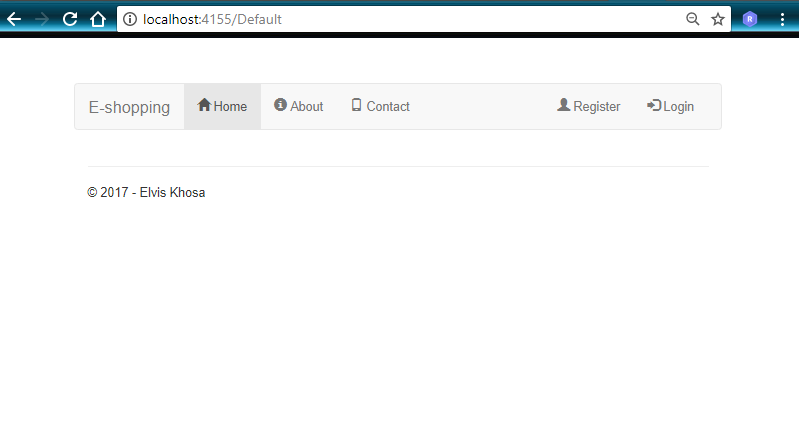 localhost:4155/Default
R
E-shopping Home About Contact Register Login
© 2017 - Elvis Khosa